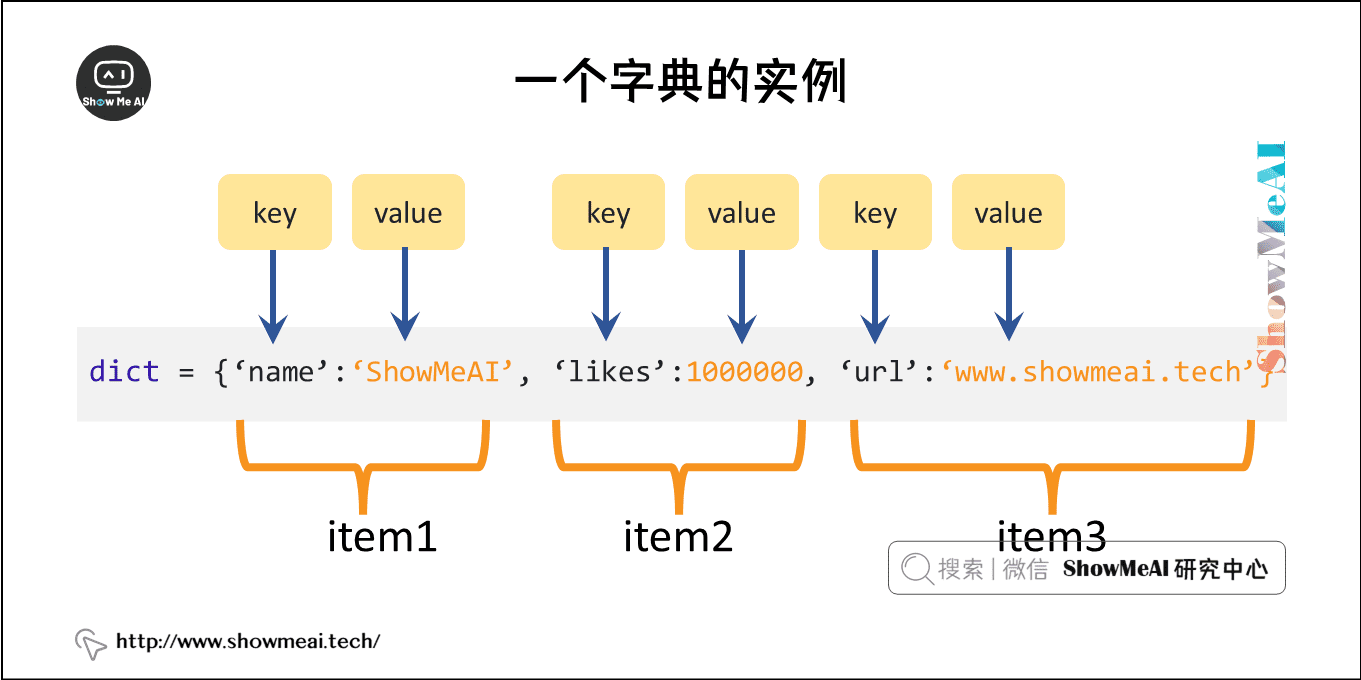 Show Me AI
一个字典的实例
ShowMeAI
key value key value key value
dict = {‘name’:‘ShowMeAI’, ‘likes’:1000000, ‘url’:‘www.showmeai.tech’}
item1 item2 item3
搜索 | 微信 ShowMeAI 研究中心
http://www.showmeai.tech/